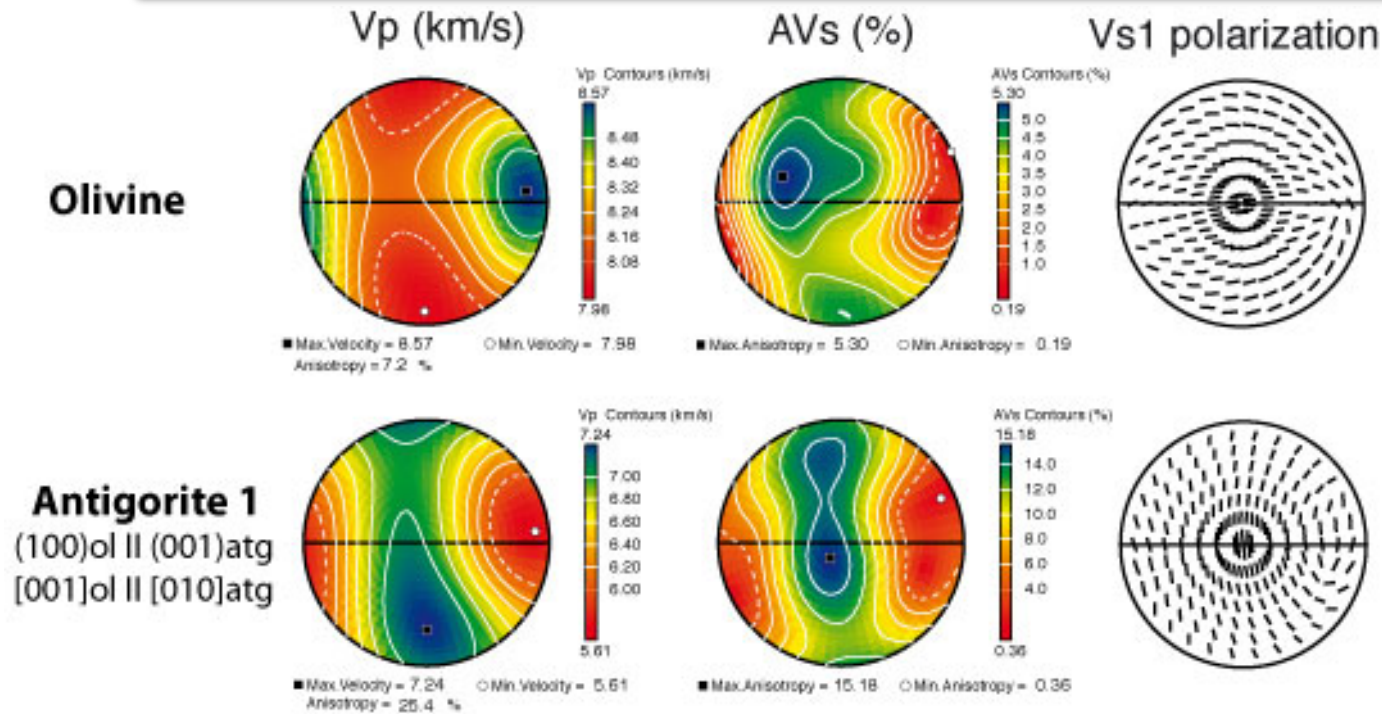 Vp (km/s)
AVs (%)
Vs1 polarization
Olivine
Vp Contours (km/s)
8.57
8.48
8.40
8.32
8.24
8.16
8.08
7.98
Max.Velocity = 8.57
Min.Velocity = 7.98
Anisotropy = 7.2 %
AVs Contours (%)
5.30
5.0
4.5
4.0
3.5
3.0
2.5
2.0
1.5
1.0
0.19
Max.Anisotropy = 5.30
Min.Anisotropy = 0.19
Antigorite 1
(100)ol II (001)atg
[001]ol II [010]atg
Vp Contours (km/s)
7.24
7.00
6.80
6.60
6.40
6.20
6.00
5.61
Max.Velocity = 7.24
Min.Velocity = 5.61
Anisotropy = 25.4 %
AVs Contours (%)
15.18
14.0
12.0
10.0
8.0
6.0
4.0
0.36
Max.Anisotropy = 15.18
Min.Anisotropy = 0.36